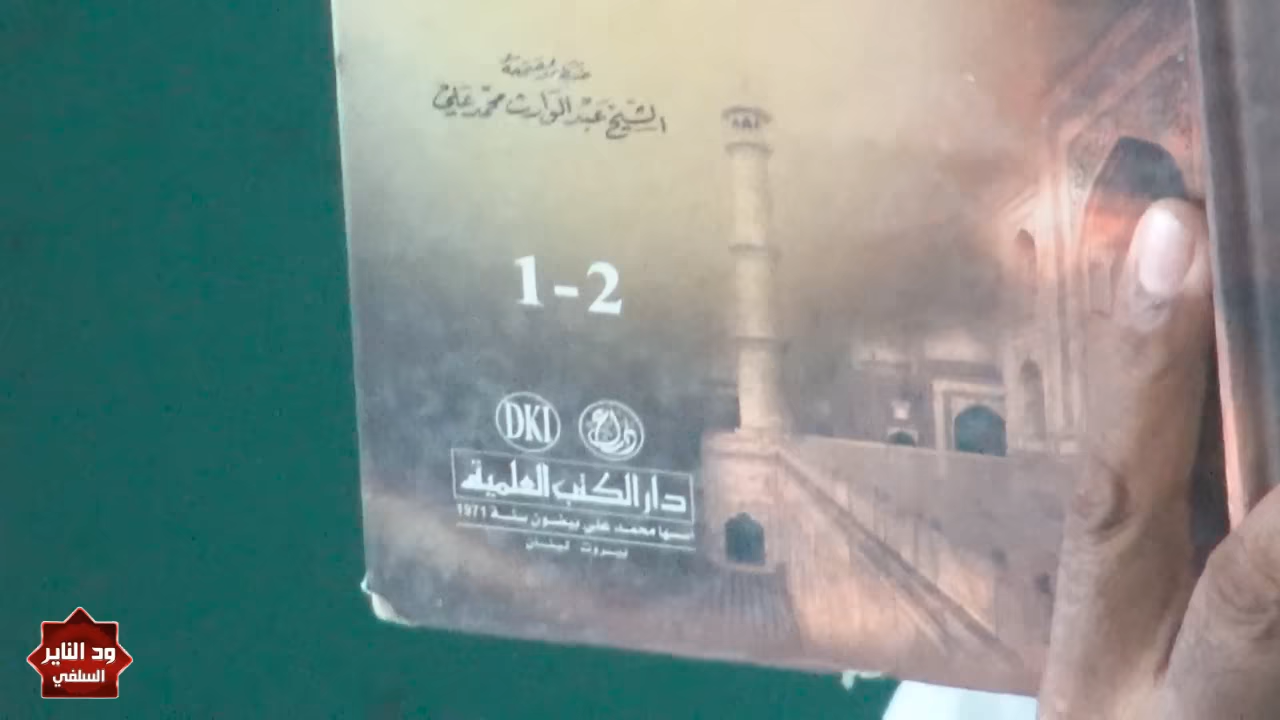 ضبطه وصححه
الشيخ عبد الوارث محمد علي
1-2
DKI
دار الكتب العلمية
أسسها محمد علي بيضون سنة 1971
بيروت - لبنان
ود الناير
السلفي